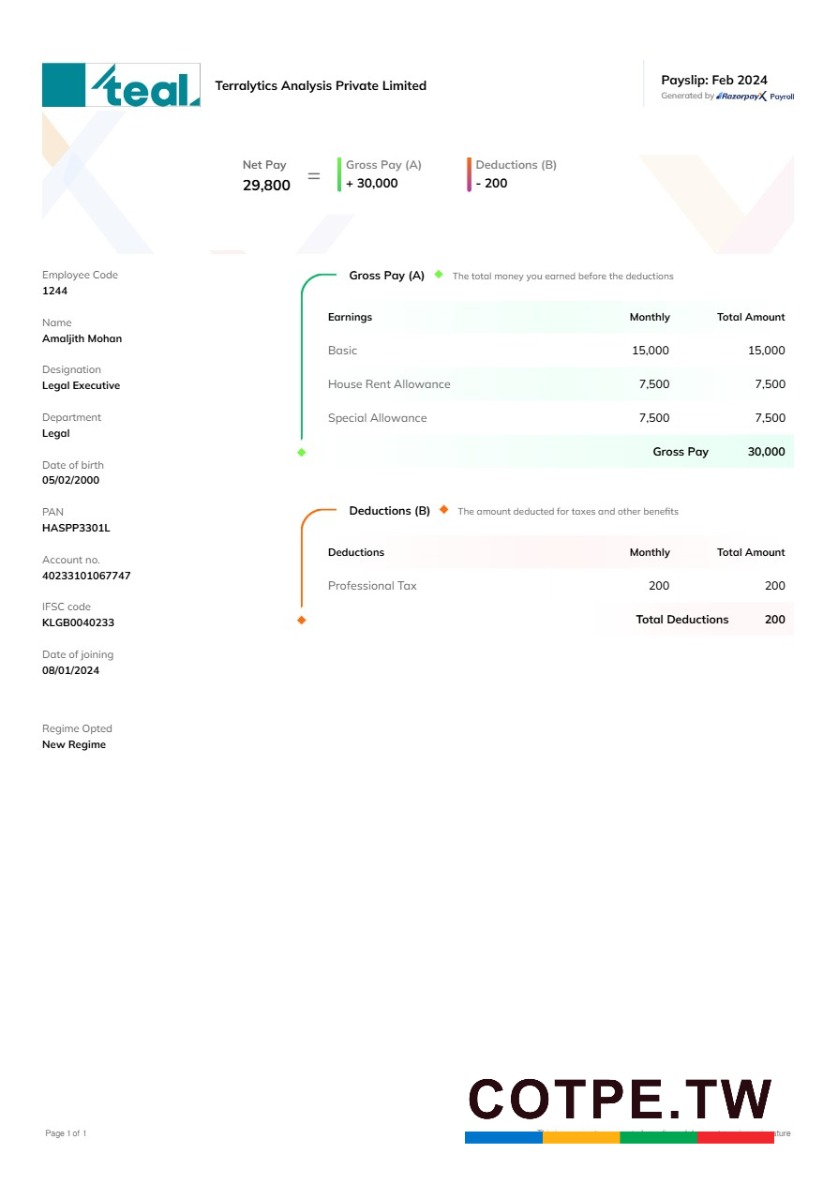 teal.
Terralytics Analysis Private Limited
Payslip: Feb 2024
Generated by RazorpayX Payroll
Net Pay
29,800
=
Gross Pay (A)
+ 30,000
Deductions (B)
- 200
Employee Code
1244
Name
Amaljith Mohan
Designation
Legal Executive
Department
Legal
Date of birth
05/02/2000
PAN
HASPP3301L
Account no.
40233101067747
IFSC code
KLGB0040233
Date of joining
08/01/2024
Regime Opted
New Regime
Gross Pay (A) The total money you earned before the deductions
Earnings Monthly Total Amount
Basic 15,000 15,000
House Rent Allowance 7,500 7,500
Special Allowance 7,500 7,500
Gross Pay 30,000
Deductions (B) The amount deducted for taxes and other benefits
Deductions Monthly Total Amount
Professional Tax 200 200
Total Deductions 200
COTPE.TW
Page 1 of 1